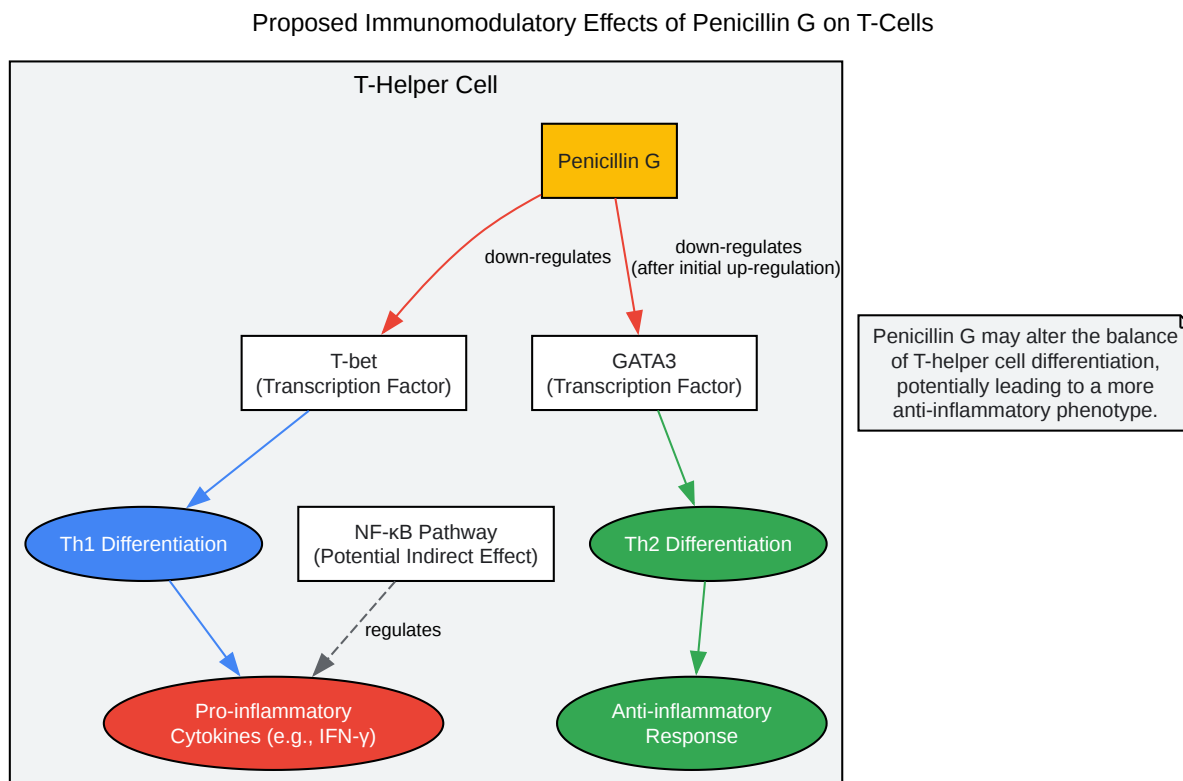 Proposed Immunomodulatory Effects of Penicillin G on T-Cells
T-Helper Cell
Penicillin G
down-regulates
down-regulates
(after initial up-regulation)
T-bet
(Transcription Factor)
GATA3
(Transcription Factor)
Penicillin G may alter the balance
of T-helper cell differentiation,
potentially leading to a more
anti-inflammatory phenotype.
Th1 Differentiation
NF-κB Pathway
(Potential Indirect Effect)
Th2 Differentiation
regulates
Pro-inflammatory
Cytokines (e.g., IFN-γ)
Anti-inflammatory
Response